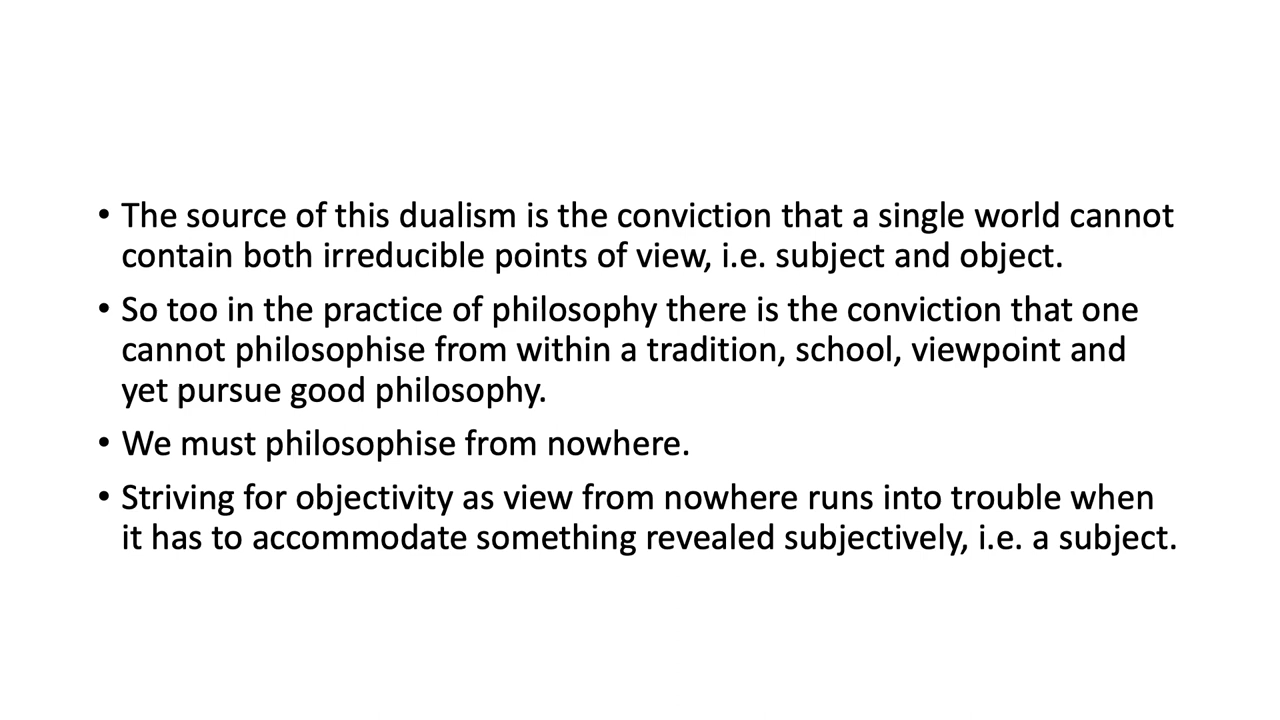 • The source of this dualism is the conviction that a single world cannot
contain both irreducible points of view, i.e. subject and object.
• So too in the practice of philosophy there is the conviction that one
cannot philosophise from within a tradition, school, viewpoint and
yet pursue good philosophy.
• We must philosophise from nowhere.
• Striving for objectivity as view from nowhere runs into trouble when
it has to accommodate something revealed subjectively, i.e. a subject.